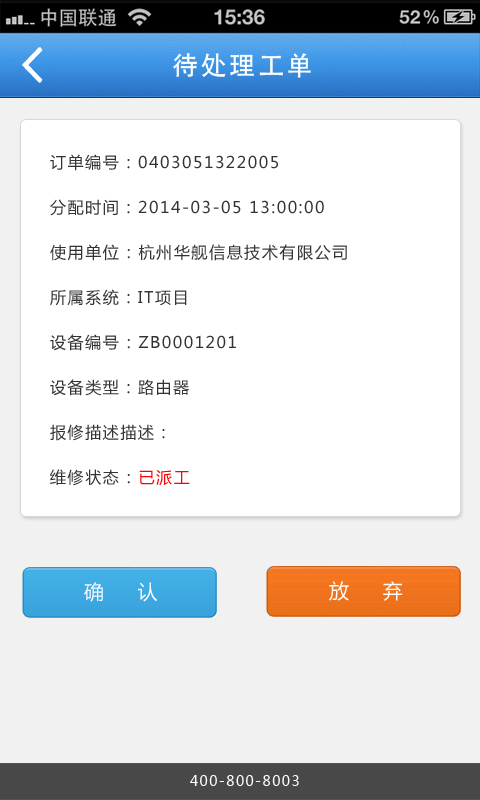 中国联通 15:36 52%
待处理工单
订单编号：0403051322005
分配时间：2014-03-05 13:00:00
使用单位：杭州华舰信息技术有限公司
所属系统：IT项目
设备编号：ZB0001201
设备类型：路由器
报修描述描述：
维修状态：已派工
确 认 放 弃
400-800-8003